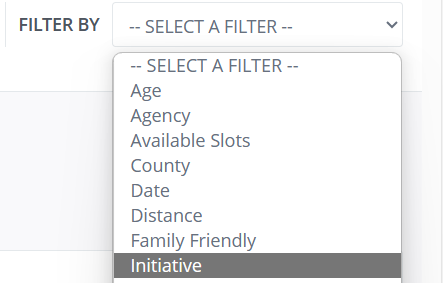 FILTER BY -- SELECT A FILTER --
-- SELECT A FILTER --
Age
Agency
Available Slots
County
Date
Distance
Family Friendly
Initiative